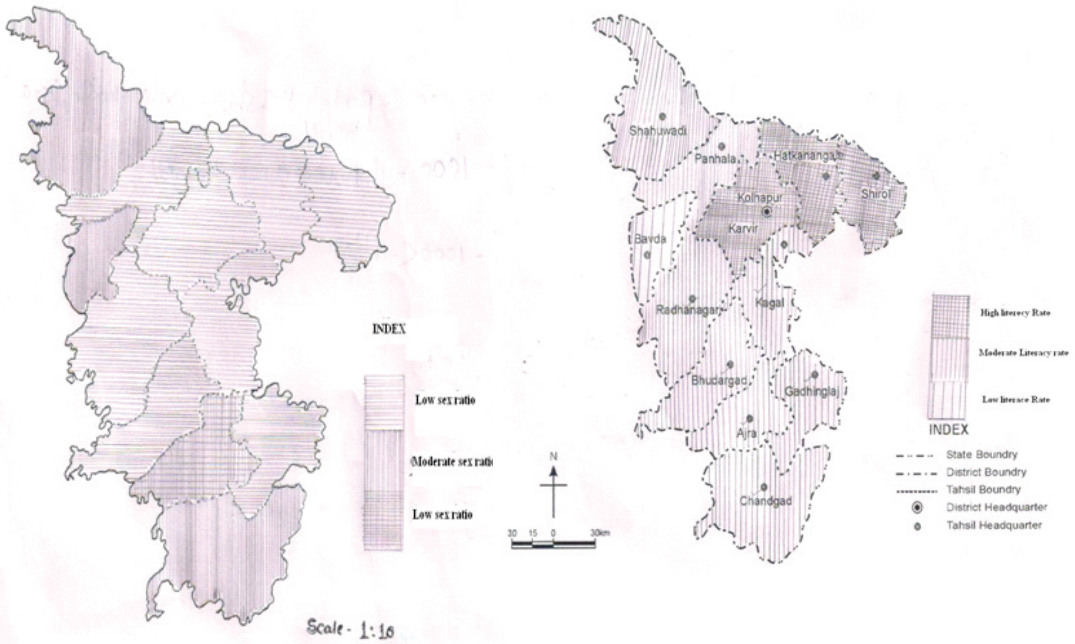 INDEX
Low sex ratio
Moderate sex ratio
Low sex ratio
Scale - 1:16
Shahuwadi
Panhala
Hatkanangale
Shirol
Kolhapur
Karvir
Bavda
Kagal
Radhanagari
Bhudargad
Gadhinglaj
Ajra
Chandgad
N
30 15 0 30km
High literecy Rate
Moderate Literacy rate
Low literace Rate
INDEX
State Boundry
District Boundry
Tahsil Boundry
District Headquarter
Tahsil Headquarter